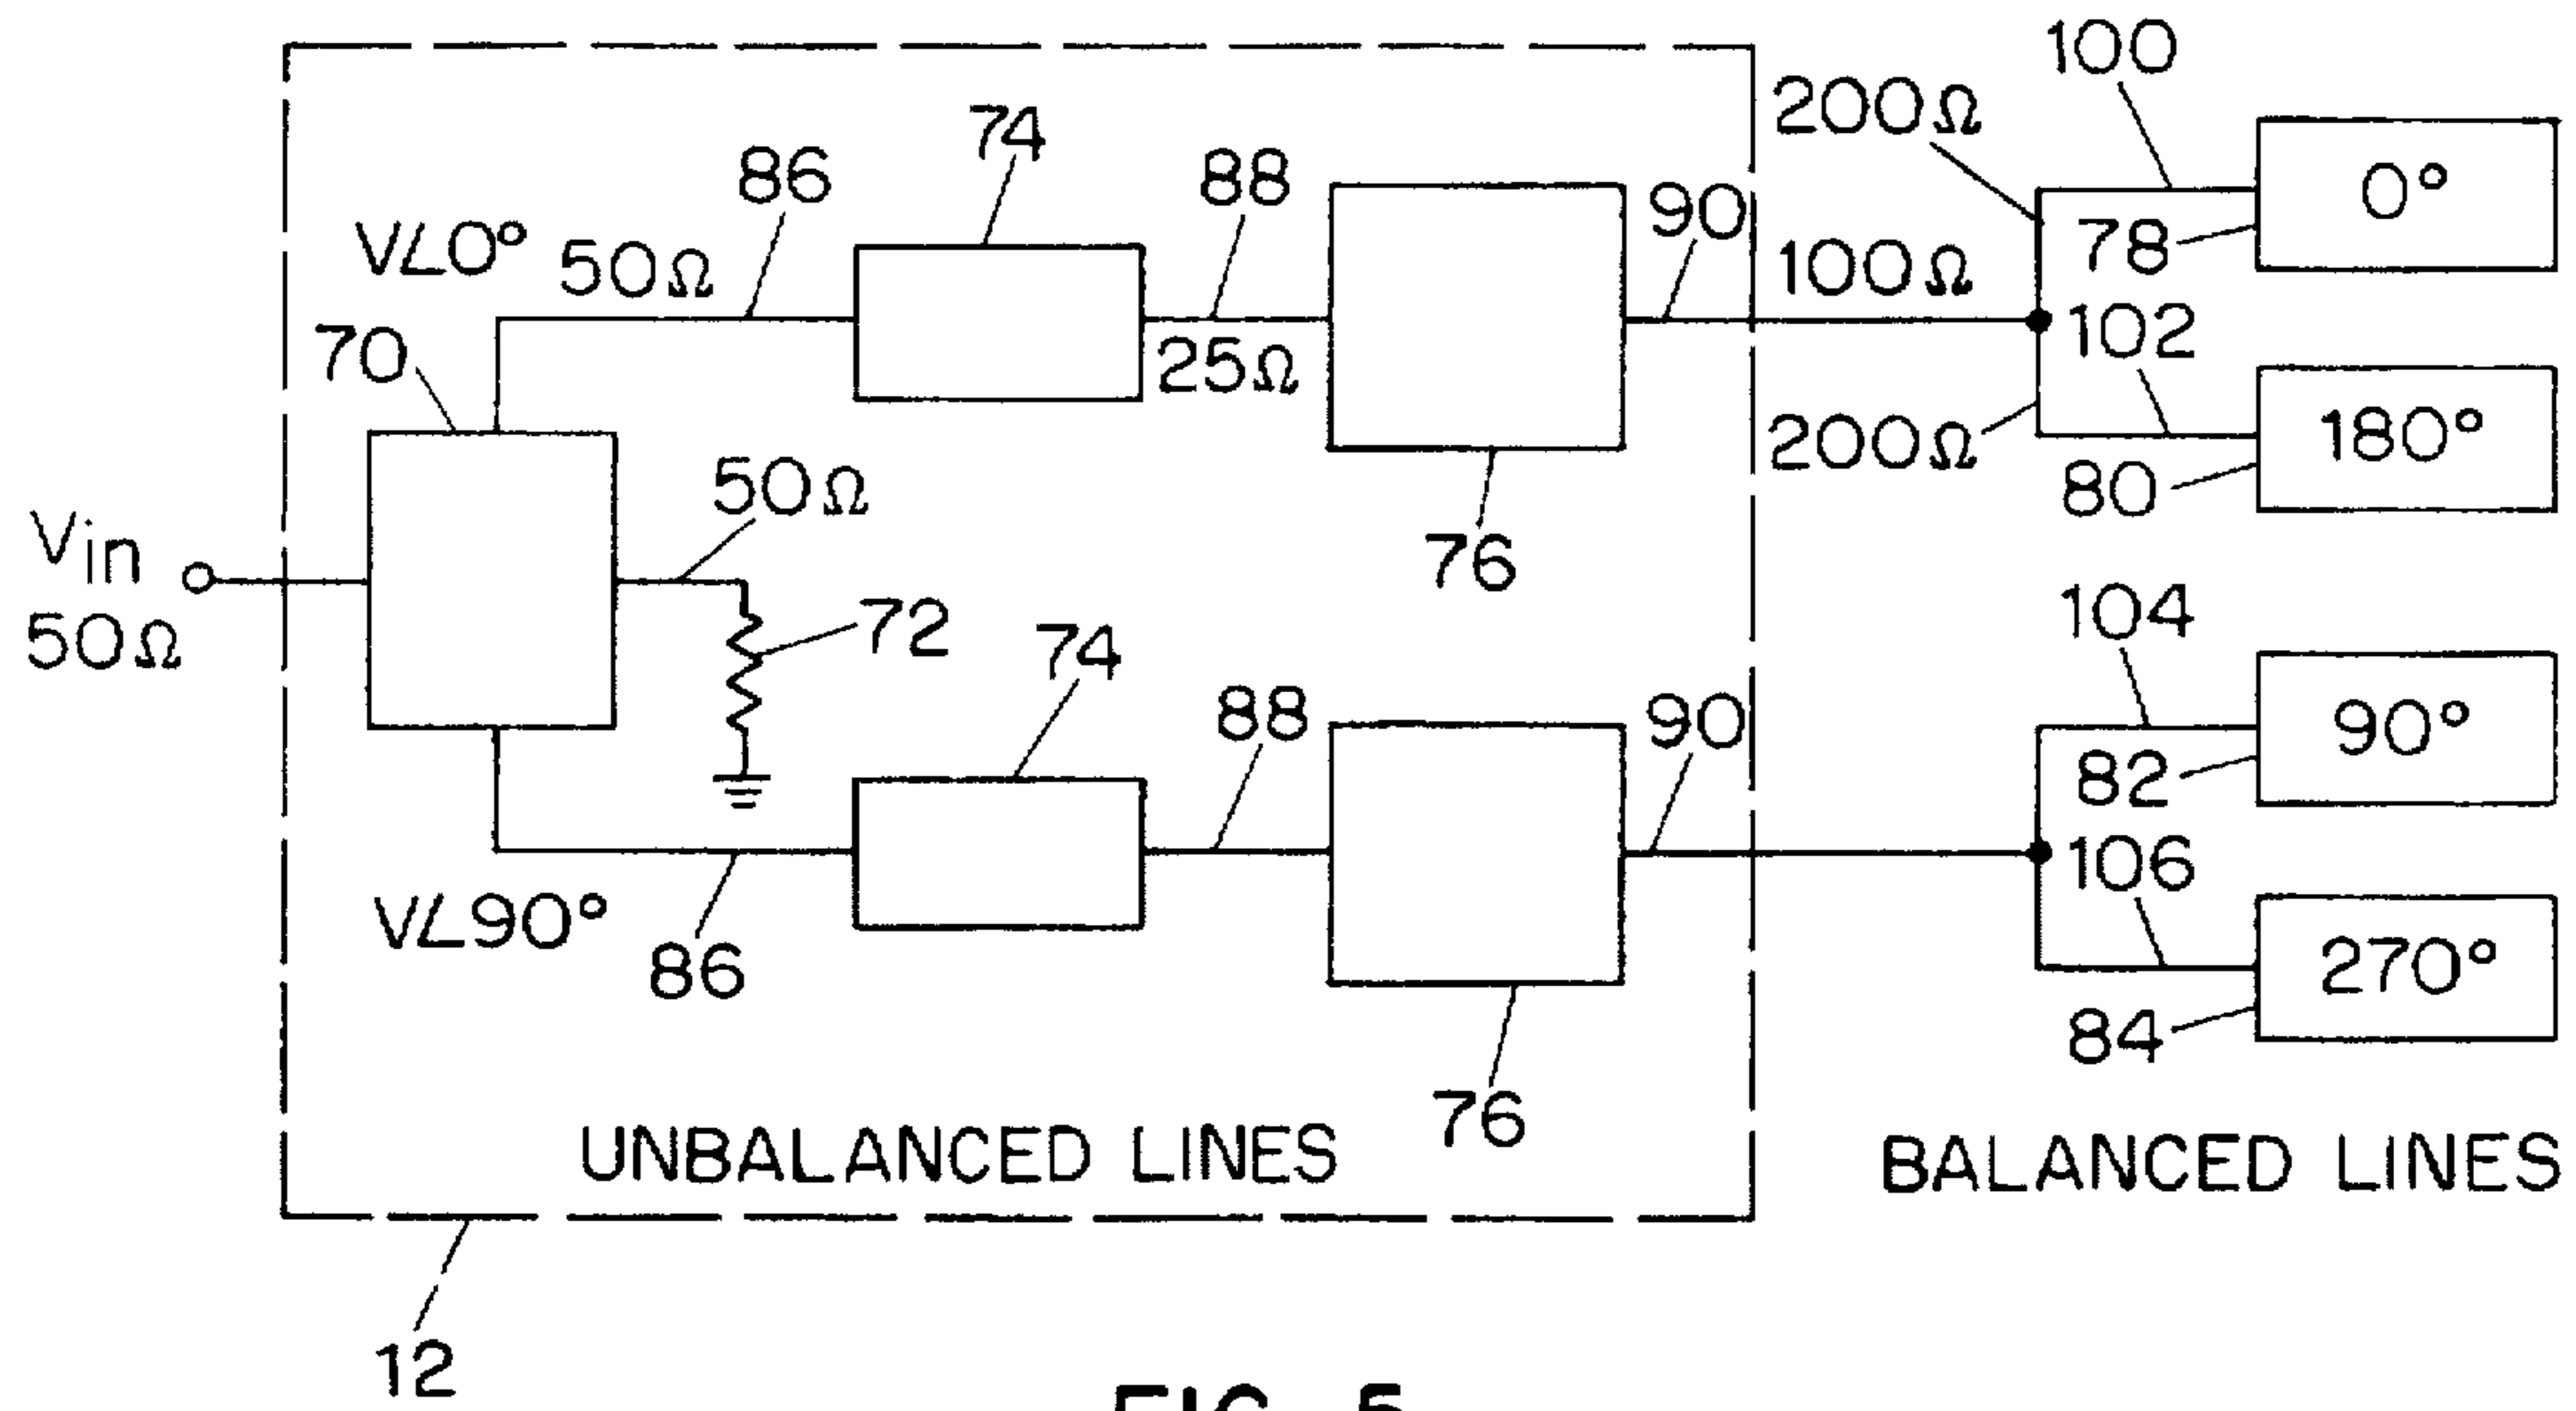 100
200Ω
74
0°
86
88
90
V∠0°
50Ω
78
100Ω
70
102
25Ω
180°
200Ω
50Ω
80
Vin
76
50Ω
72
104
74
88
90
90°
82
106
V∠90°
86
270°
84
76
UNBALANCED LINES
BALANCED LINES
12
FIG. 5